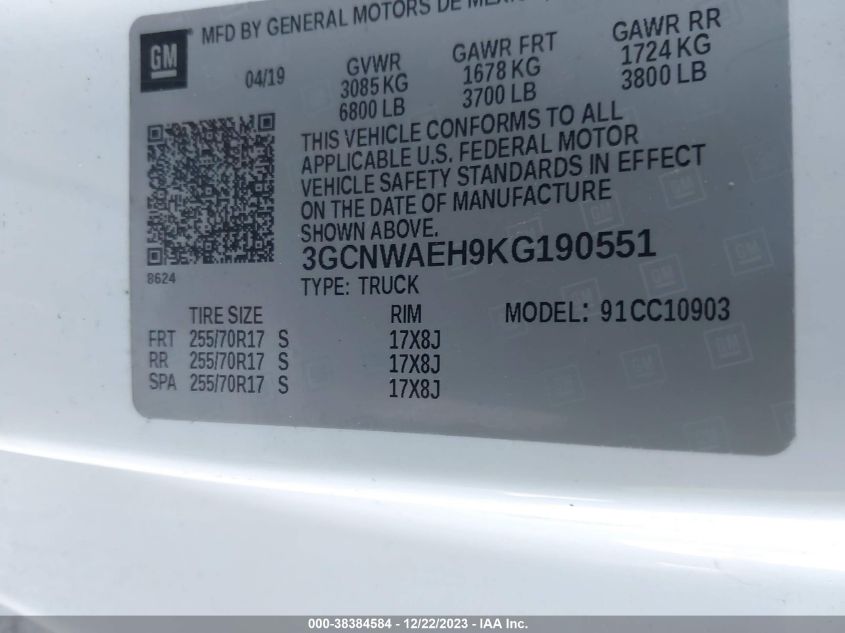 GM
MFD BY GENERAL MOTORS DE MEXICO
04/19
GVWR
3085 KG
6800 LB
GAWR FRT
1678 KG
3700 LB
GAWR RR
1724 KG
3800 LB
THIS VEHICLE CONFORMS TO ALL
APPLICABLE U.S. FEDERAL MOTOR
VEHICLE SAFETY STANDARDS IN EFFECT
ON THE DATE OF MANUFACTURE
SHOWN ABOVE.
8624
3GCNWAEH9KG190551
TYPE: TRUCK
MODEL: 91CC10903
TIRE SIZE RIM
FRT 255/70R17 S 17X8J
RR 255/70R17 S 17X8J
SPA 255/70R17 S 17X8J
000-38384584 - 12/22/2023 - IAA Inc.